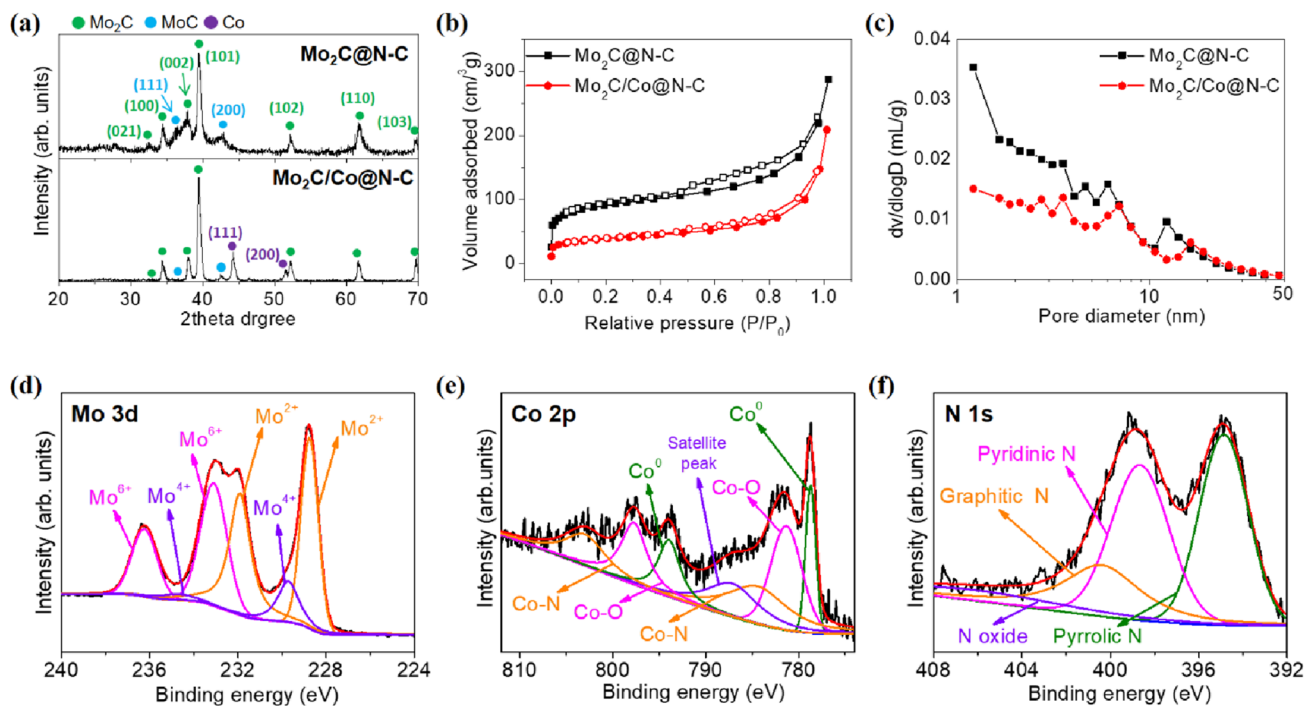 Mo₂C MoC Co
(a)
Mo₂C@N-C
(101)
(002)
(111)
(100)
(021)
(200)
(102)
(110)
(103)
Mo₂C/Co@N-C
(111)
(200)
Intensity (arb. units)
20 30 40 50 60 70
2theta drgree
(b)
Mo₂C@N-C
Mo₂C/Co@N-C
Volume adsorbed (cm/³g)
300
200
100
0
0.0 0.2 0.4 0.6 0.8 1.0
Relative pressure (P/P₀)
(c)
Mo₂C@N-C
Mo₂C/Co@N-C
dv/dlogD (mL/g)
0.04
0.03
0.02
0.01
0.00
1 10 50
Pore diameter (nm)
(d)
Mo 3d
Mo²⁺
Mo²⁺
Mo⁶⁺
Mo⁶⁺
Mo⁴⁺
Mo⁴⁺
Intensity (arb. units)
240 236 232 228 224
Binding energy (eV)
(e)
Co 2p
Co⁰
Satellite
peak
Co⁰
Co-O
Co-N
Co-O
Co-N
Intensity (arb.units)
810 800 790 780
Binding energy (eV)
(f)
N 1s
Pyridinic N
Graphitic N
N oxide
Pyrrolic N
Intensity (arb.units)
408 404 400 396 392
Binding energy (eV)